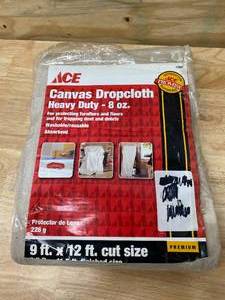 ACE
Canvas Dropcloth
Heavy Duty - 8 oz.
For protecting furniture and floors
and for trapping dust and debris
Washable/reusable
Absorbent
Protector de Lona
226 g
9 ft. x 12 ft. cut size
PREMIUM